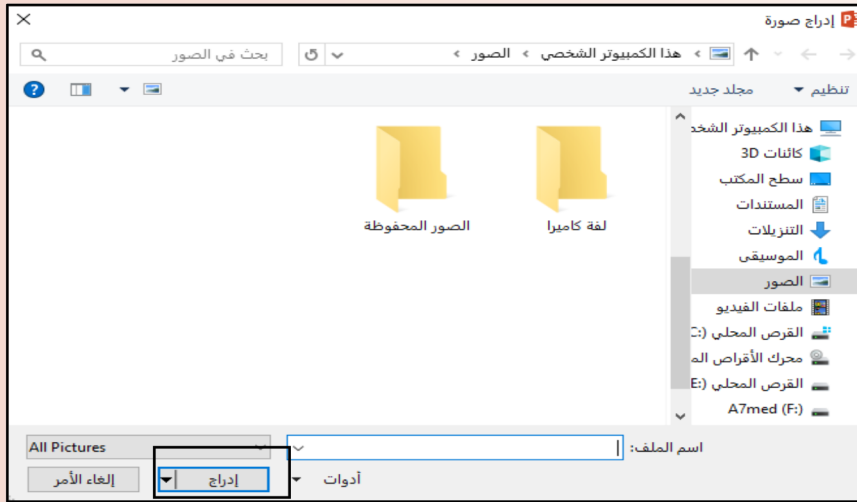 إدراج صورة
هذا الكمبيوتر الشخصي › الصور ›
بحث في الصور
تنظيم
مجلد جديد
هذا الكمبيوتر الشخص
كائنات 3D
سطح المكتب
المستندات
التنزيلات
الموسيقى
الصور
ملفات الفيديو
القرص المحلي (:C
محرك الأقراص الم
القرص المحلي (:E
A7med (F:)
لفة كاميرا
الصور المحفوظة
اسم الملف:
All Pictures
أدوات
إدراج
إلغاء الأمر